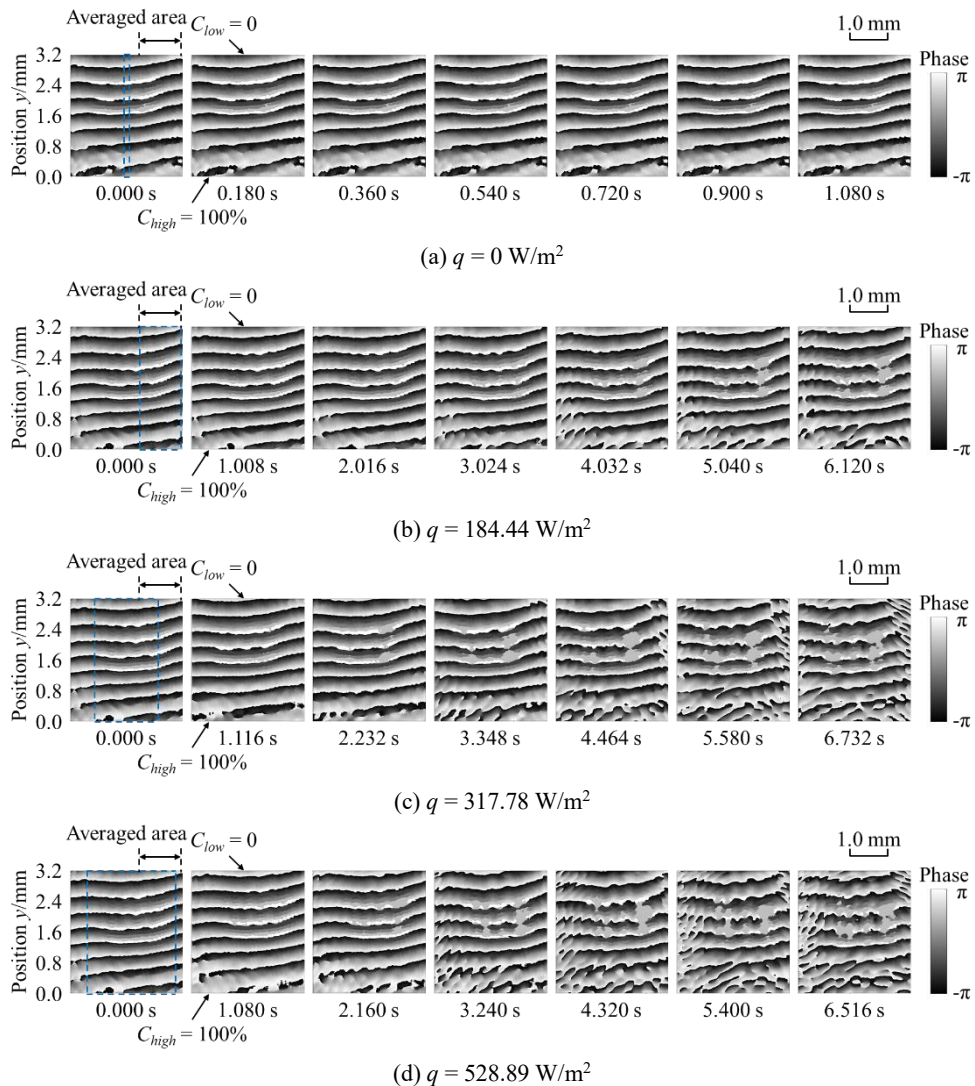 Averaged area C_low = 0 1.0 mm
Phase
Position y/mm 3.2 2.4 1.6 0.8 0.0 π -π
0.000 s 0.180 s 0.360 s 0.540 s 0.720 s 0.900 s 1.080 s
C_high = 100%
(a) q = 0 W/m²
Averaged area C_low = 0 1.0 mm
Phase
Position y/mm 3.2 2.4 1.6 0.8 0.0 π -π
0.000 s 1.008 s 2.016 s 3.024 s 4.032 s 5.040 s 6.120 s
C_high = 100%
(b) q = 184.44 W/m²
Averaged area C_low = 0 1.0 mm
Phase
Position y/mm 3.2 2.4 1.6 0.8 0.0 π -π
0.000 s 1.116 s 2.232 s 3.348 s 4.464 s 5.580 s 6.732 s
C_high = 100%
(c) q = 317.78 W/m²
Averaged area C_low = 0 1.0 mm
Phase
Position y/mm 3.2 2.4 1.6 0.8 0.0 π -π
0.000 s 1.080 s 2.160 s 3.240 s 4.320 s 5.400 s 6.516 s
C_high = 100%
(d) q = 528.89 W/m²